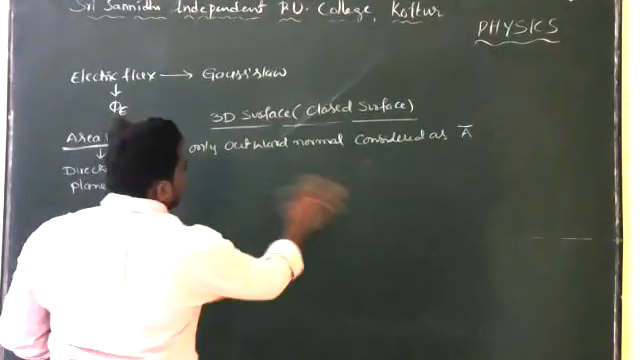 Sri Sannidhi Independent P.U. College, Kottur
PHYSICS
Electric flux → Gauss's law
↓
ϕE
3D Surface (Closed Surface)
Area
only outward normal considered as A̅
↓
Direc
plane